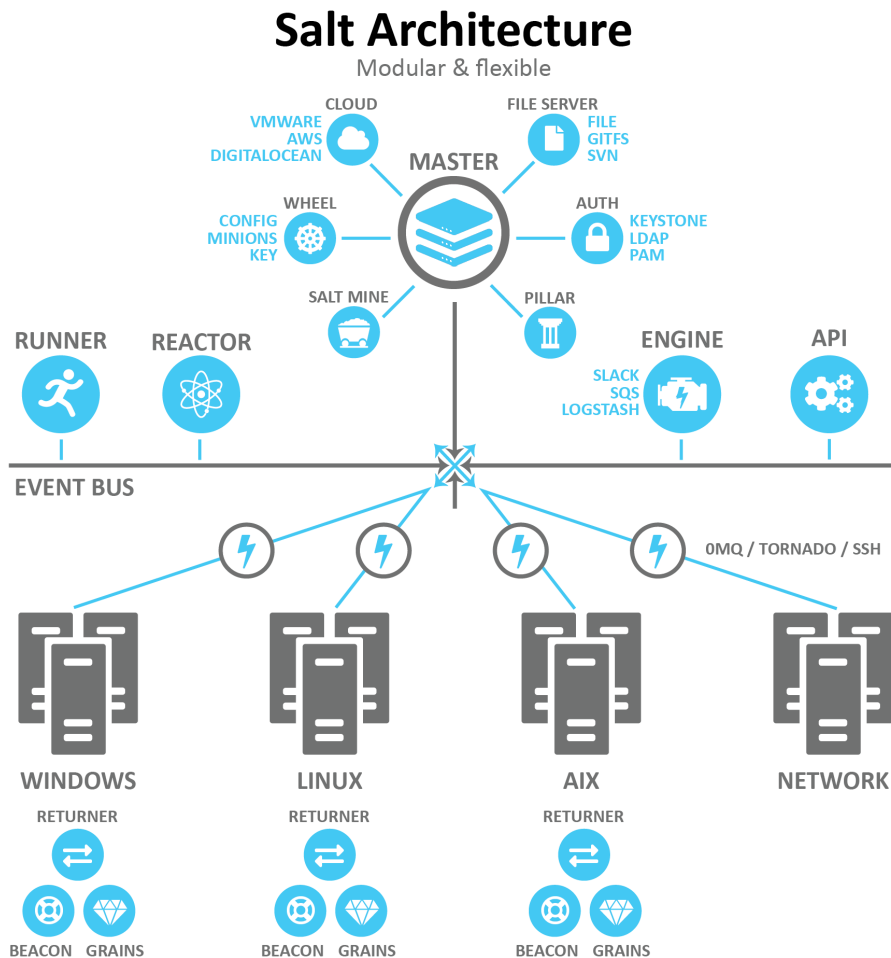 Salt Architecture
Modular & flexible
CLOUD
VMWARE
AWS
DIGITALOCEAN
FILE SERVER
FILE
GITFS
SVN
MASTER
WHEEL
CONFIG
MINIONS
KEY
AUTH
KEYSTONE
LDAP
PAM
SALT MINE
PILLAR
RUNNER
REACTOR
ENGINE
SLACK
SQS
LOGSTASH
API
EVENT BUS
0MQ / TORNADO / SSH
WINDOWS
LINUX
AIX
NETWORK
RETURNER
BEACON
GRAINS
RETURNER
BEACON
GRAINS
RETURNER
BEACON
GRAINS